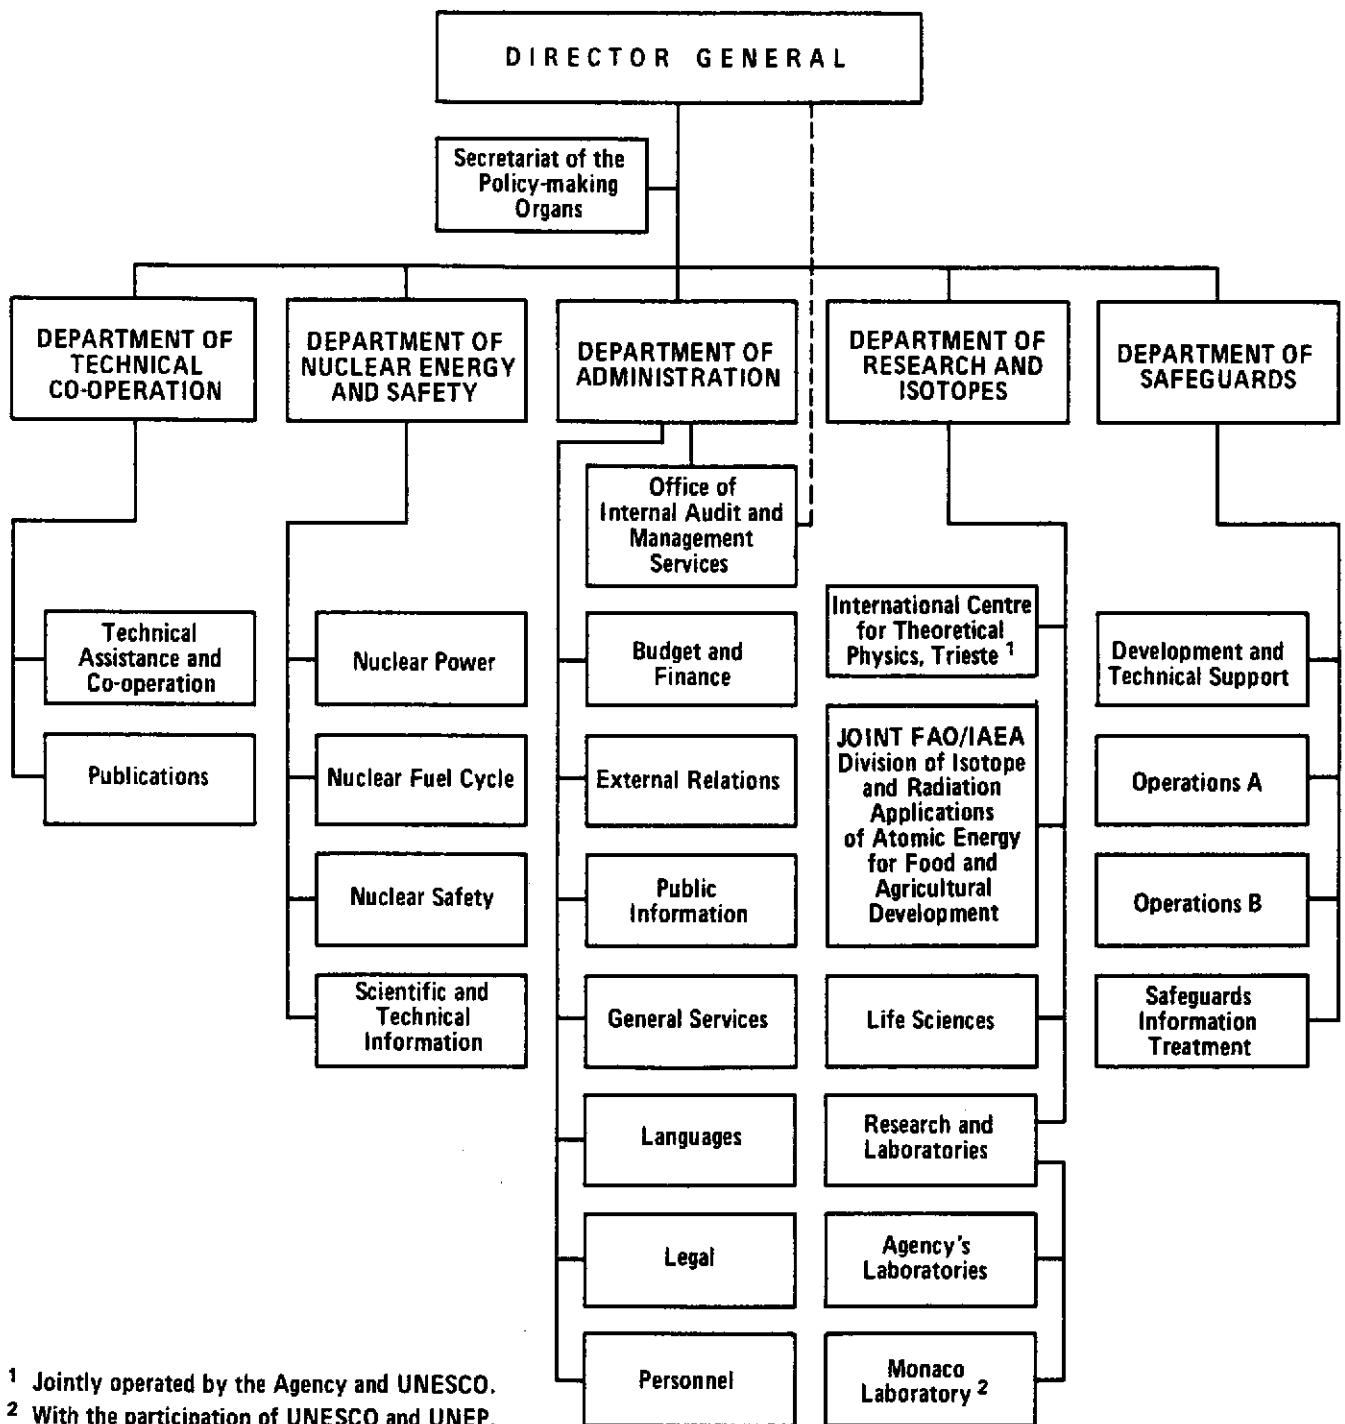 DIRECTOR GENERAL
Secretariat of the
Policy-making
Organs
DEPARTMENT OF
TECHNICAL
CO-OPERATION
DEPARTMENT OF
NUCLEAR ENERGY
AND SAFETY
DEPARTMENT OF
ADMINISTRATION
DEPARTMENT OF
RESEARCH AND
ISOTOPES
DEPARTMENT OF
SAFEGUARDS
Technical
Assistance and
Co-operation
Publications
Nuclear Power
Nuclear Fuel Cycle
Nuclear Safety
Scientific and
Technical
Information
Office of
Internal Audit and
Management
Services
Budget and
Finance
External Relations
Public
Information
General Services
Languages
Legal
Personnel
International Centre
for Theoretical
Physics, Trieste 1
JOINT FAO/IAEA
Division of Isotope
and Radiation
Applications
of Atomic Energy
for Food and
Agricultural
Development
Life Sciences
Research and
Laboratories
Agency's
Laboratories
Monaco
Laboratory 2
Development and
Technical Support
Operations A
Operations B
Safeguards
Information
Treatment
1 Jointly operated by the Agency and UNESCO.
2 With the participation of UNESCO and UNEP.